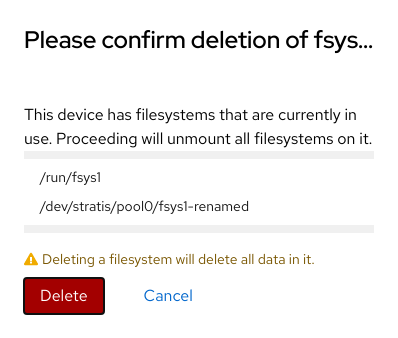 Please confirm deletion of fsys...
This device has filesystems that are currently in
use. Proceeding will unmount all filesystems on it.
/run/fsys1
/dev/stratis/pool0/fsys1-renamed
Deleting a filesystem will delete all data in it.
Delete
Cancel